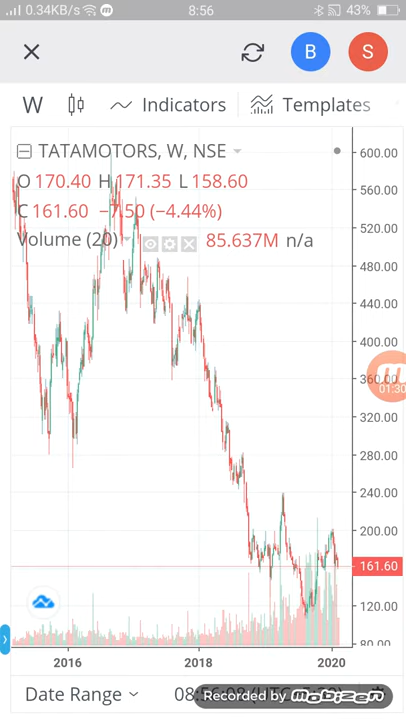 0.34KB/s 8:56 43%
B S
W Indicators Templates
TATAMOTORS, W, NSE
O 170.40 H 171.35 L 158.60
C 161.60 −7.50 (−4.44%)
Volume (20) 85.637M n/a
600.00
560.00
520.00
480.00
440.00
400.00
360.00
01:30
320.00
280.00
240.00
200.00
161.60
120.00
80.00
2016 2018 2020
Date Range
Recorded by mobizen